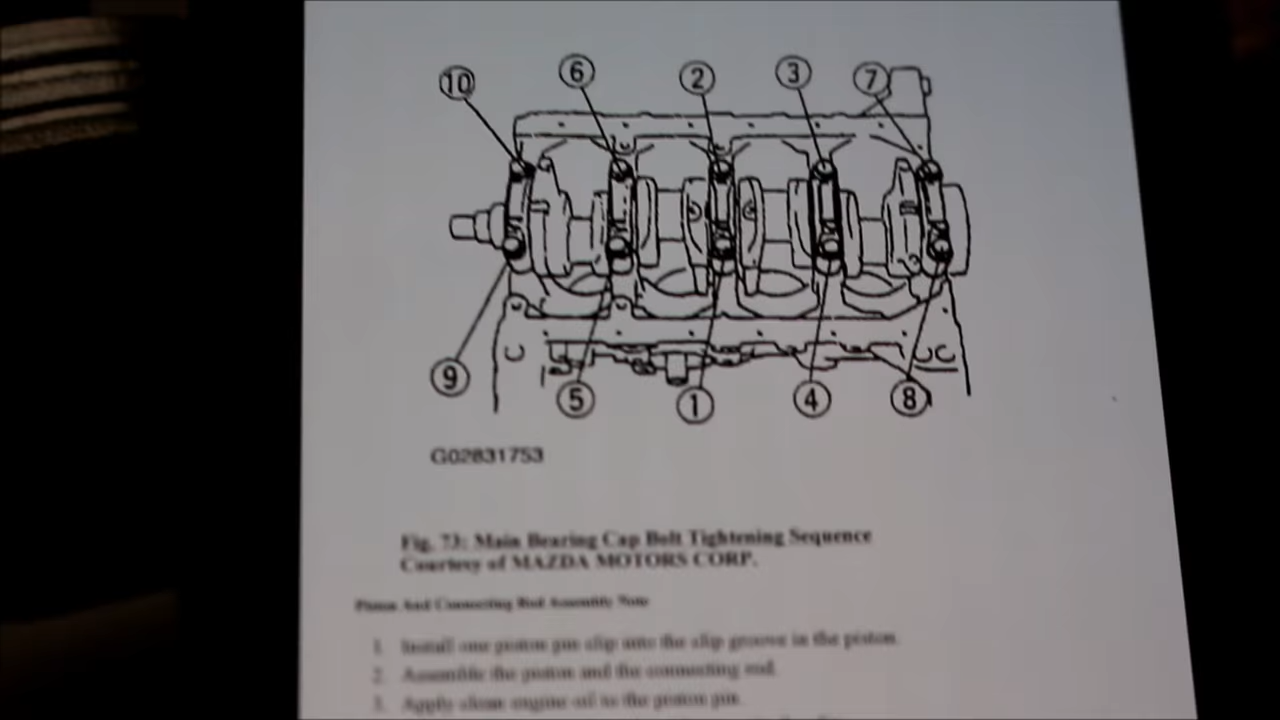 10 6 2 3 7
9 5 1 4 8
G02831753
Fig. 73: Main Bearing Cap Bolt Tightening Sequence
Courtesy of MAZDA MOTORS CORP.
Piston And Connecting Rod Assembly Note
1. Install one piston pin clip into the clip groove in the piston.
2. Assemble the piston and the connecting rod.
3. Apply clean engine oil to the piston pin.